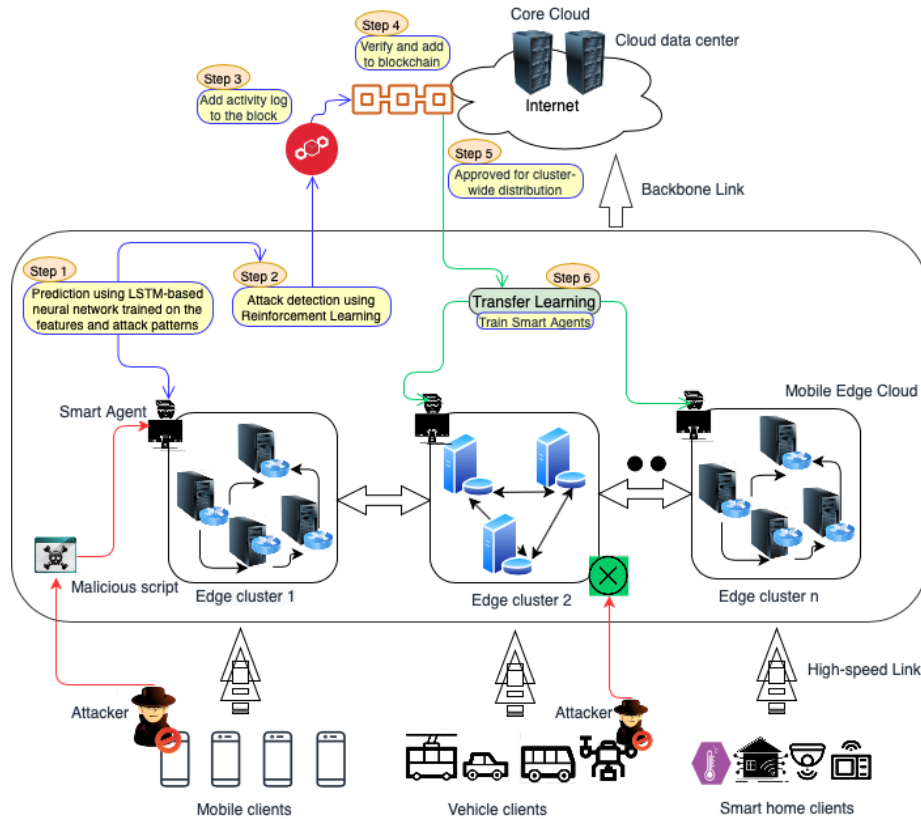 Core Cloud
Cloud data center
Internet
Step 4
Verify and add
to blockchain
Step 3
Add activity log
to the block
Step 5
Approved for cluster-
wide distribution
Backbone Link
Step 1
Prediction using LSTM-based
neural network trained on the
features and attack patterns
Step 2
Attack detection using
Reinforcement Learning
Step 6
Transfer Learning
Train Smart Agents
Mobile Edge Cloud
Smart Agent
Malicious script
Edge cluster 1
Edge cluster 2
Edge cluster n
High-speed Link
Attacker
Attacker
Mobile clients
Vehicle clients
Smart home clients